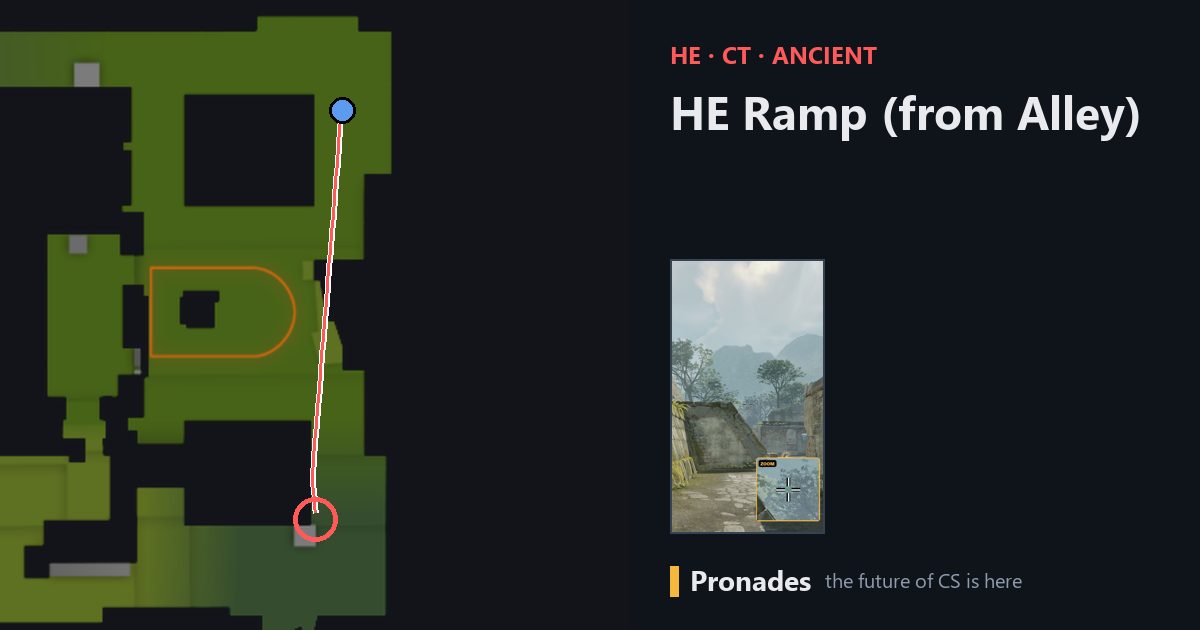 HE · CT · ANCIENT
HE Ramp (from Alley)
ZOOM
Pronades the future of CS is here